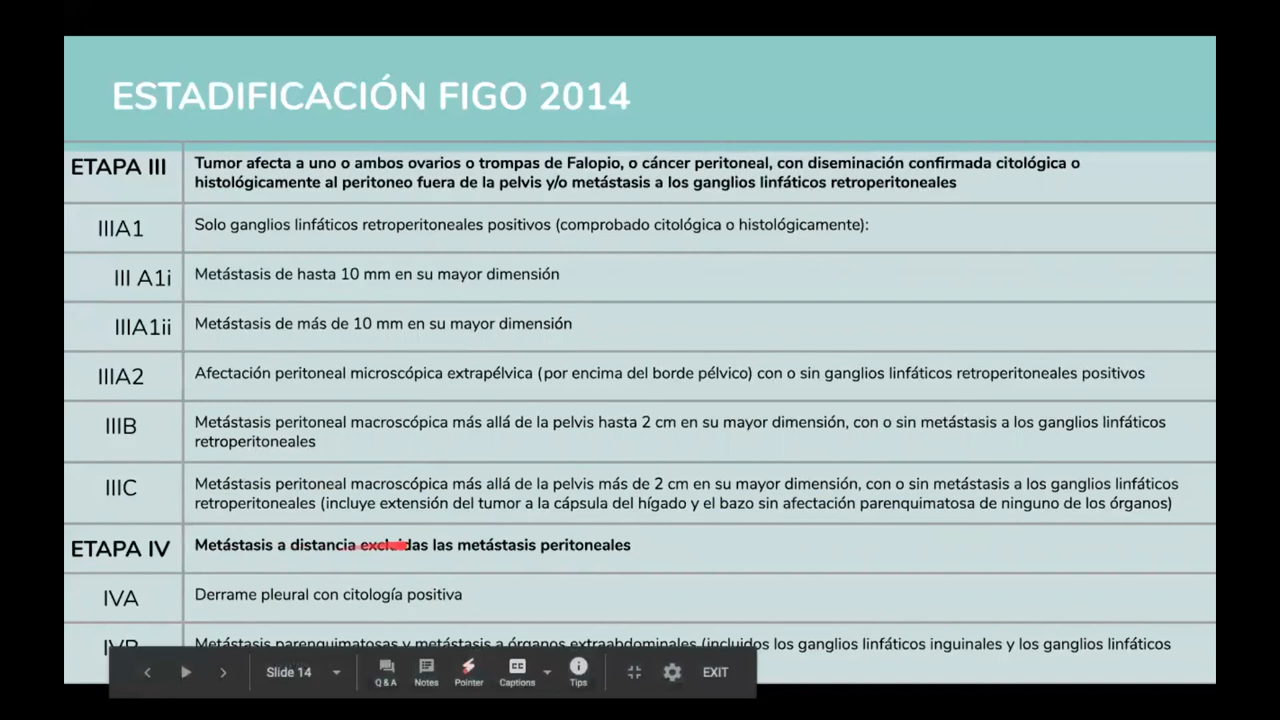 ESTADIFICACIÓN FIGO 2014
ETAPA III
Tumor afecta a uno o ambos ovarios o trompas de Falopio, o cáncer peritoneal, con diseminación confirmada citológica o
histológicamente al peritoneo fuera de la pelvis y/o metástasis a los ganglios linfáticos retroperitoneales
IIIA1
Solo ganglios linfáticos retroperitoneales positivos (comprobado citológica o histológicamente):
III A1i
Metástasis de hasta 10 mm en su mayor dimensión
IIIA1ii
Metástasis de más de 10 mm en su mayor dimensión
IIIA2
Afectación peritoneal microscópica extrapélvica (por encima del borde pélvico) con o sin ganglios linfáticos retroperitoneales positivos
IIIB
Metástasis peritoneal macroscópica más allá de la pelvis hasta 2 cm en su mayor dimensión, con o sin metástasis a los ganglios linfáticos
retroperitoneales
IIIC
Metástasis peritoneal macroscópica más allá de la pelvis más de 2 cm en su mayor dimensión, con o sin metástasis a los ganglios linfáticos
retroperitoneales (incluye extensión del tumor a la cápsula del hígado y el bazo sin afectación parenquimatosa de ninguno de los órganos)
ETAPA IV
Metástasis a distancia excluidas las metástasis peritoneales
IVA
Derrame pleural con citología positiva
IVB
Metástasis parenquimatosas y metástasis a órganos extraabdominales (incluidos los ganglios linfáticos inguinales y los ganglios linfáticos
Slide 14
Q & A
Notes
Pointer
CC
Captions
Tips
EXIT